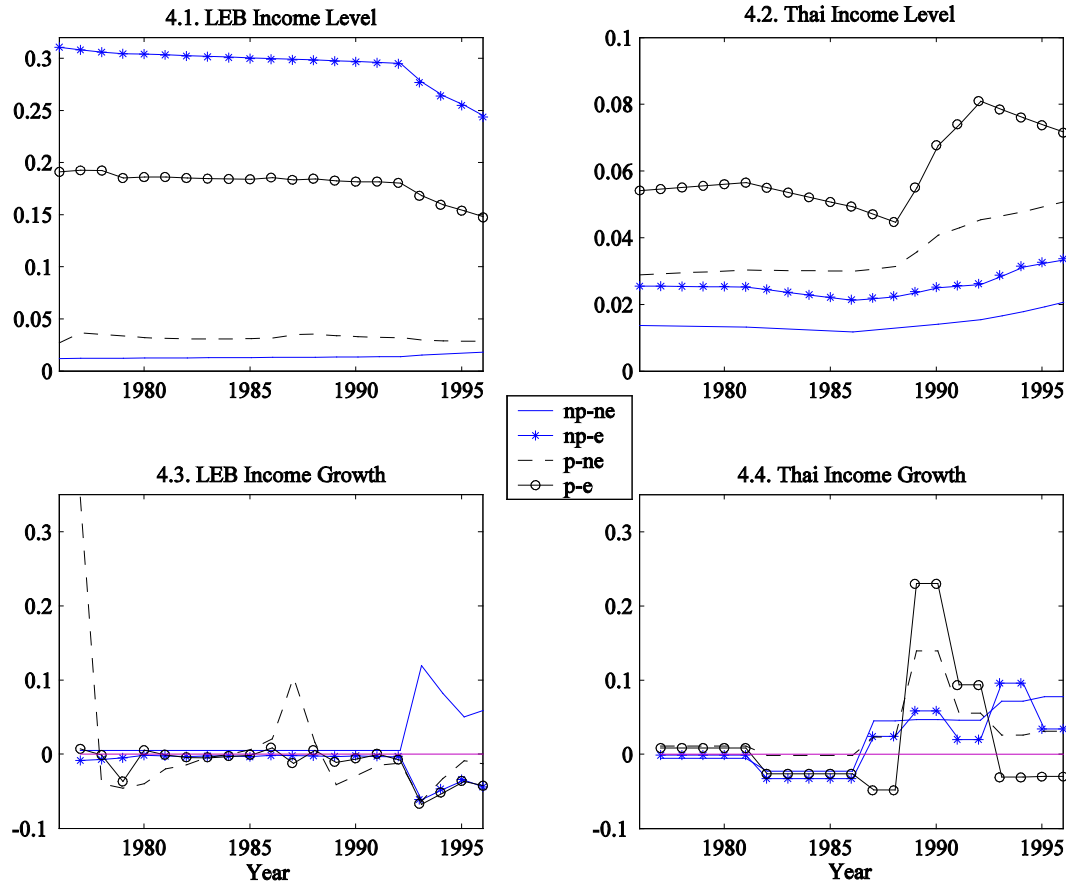 4.1. LEB Income Level
0.3
0.25
0.2
0.15
0.1
0.05
0
1980 1985 1990 1995
4.2. Thai Income Level
0.1
0.08
0.06
0.04
0.02
0
1980 1985 1990 1995
np-ne
np-e
p-ne
p-e
4.3. LEB Income Growth
0.3
0.2
0.1
0
-0.1
1980 1985 1990 1995
Year
4.4. Thai Income Growth
0.3
0.2
0.1
0
-0.1
1980 1985 1990 1995
Year